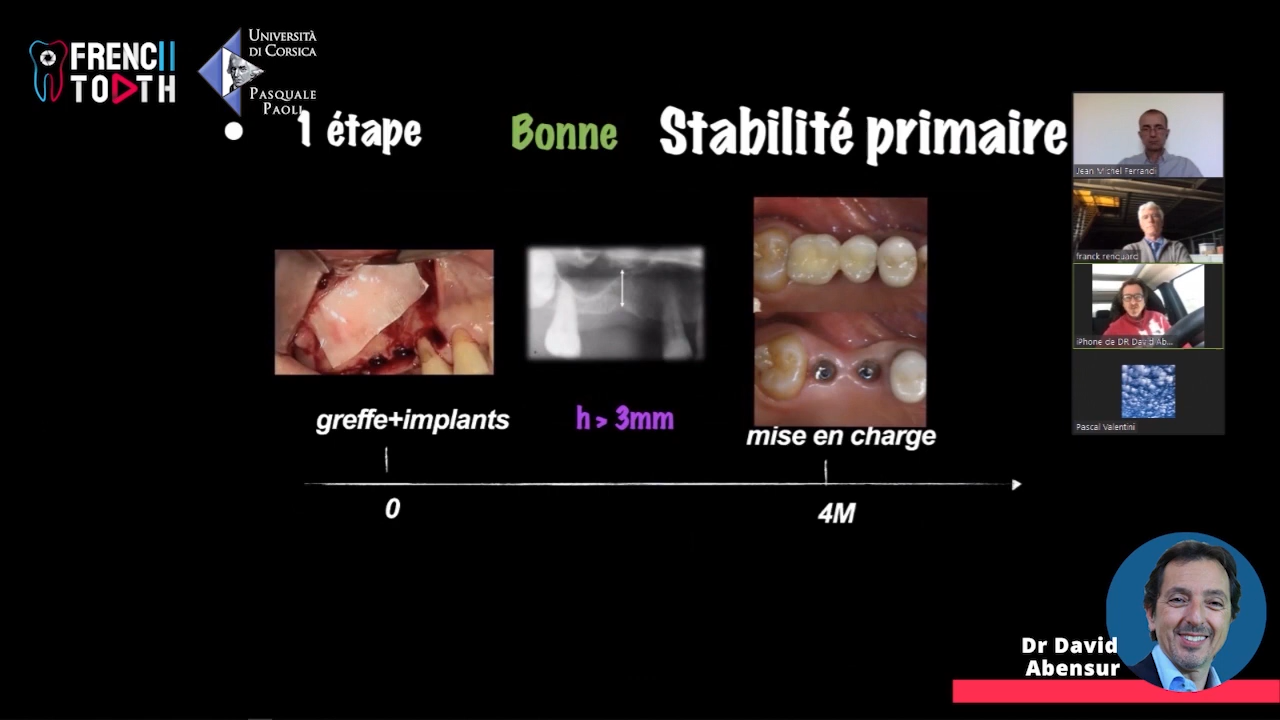 FRENCH
TOOTH
UNIVERSITÀ
DI CORSICA
PASQUALE
PAOLI
• 1 étape Bonne Stabilité primaire
Jean Michel Ferrandi
franck renouard
iPhone de DR David Ab...
Pascal Valentini
greffe+implants
h > 3mm
mise en charge
0
4M
Dr David
Abensur